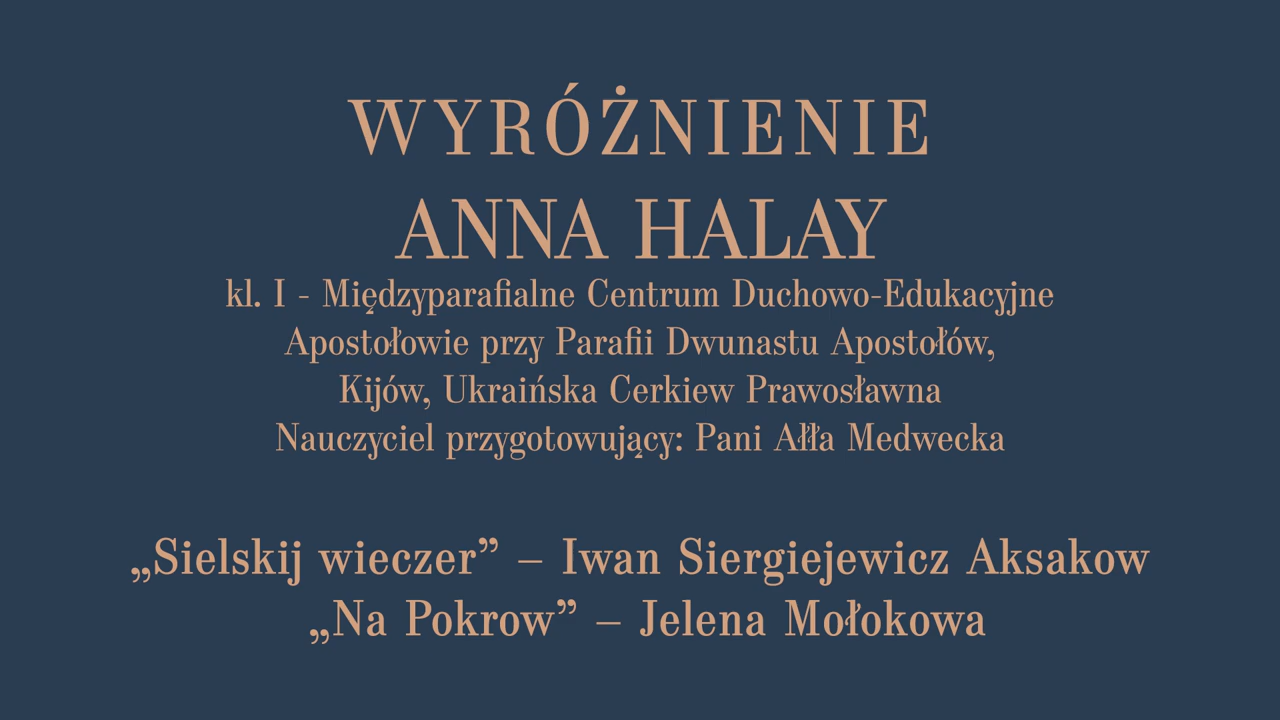 WYRÓŻNIENIE
ANNA HALAY
kl. I - Międzyparafialne Centrum Duchowo-Edukacyjne
Apostołowie przy Parafii Dwunastu Apostołów,
Kijów, Ukraińska Cerkiew Prawosławna
Nauczyciel przygotowujący: Pani Ałła Medwecka
„Sielskij wieczer” – Iwan Siergiejewicz Aksakow
„Na Pokrow” – Jelena Mołokowa